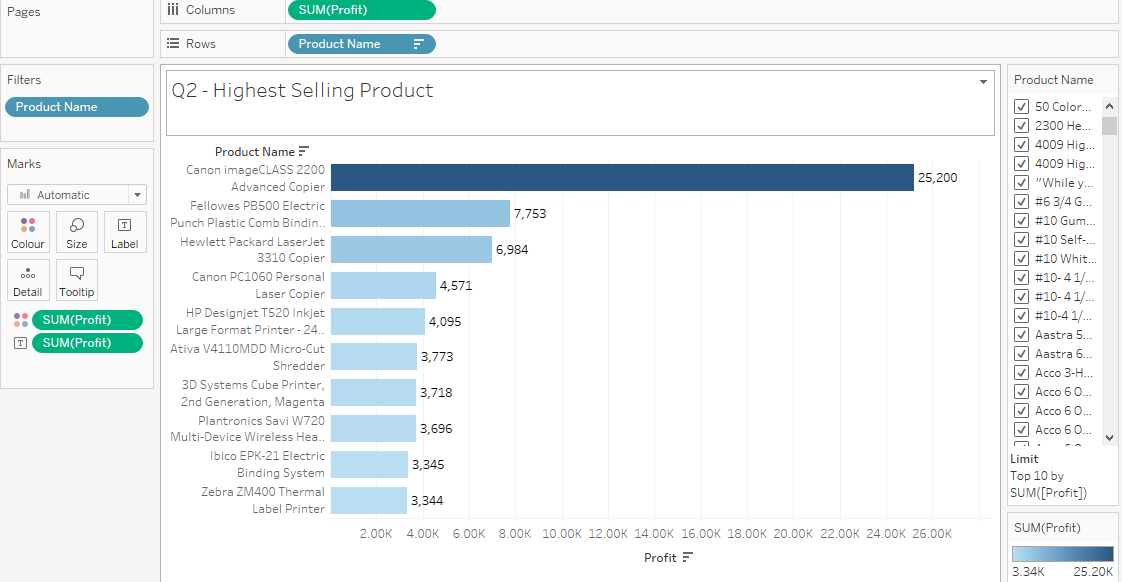 Pages
Columns
SUM(Profit)
Rows
Product Name
Filters
Product Name
Marks
Automatic
Colour
Size
Label
Detail
Tooltip
SUM(Profit)
SUM(Profit)
Q2 - Highest Selling Product
Product Name
Canon imageCLASS 2200
Advanced Copier
25,200
Fellowes PB500 Electric
Punch Plastic Comb Bindin..
7,753
Hewlett Packard LaserJet
3310 Copier
6,984
Canon PC1060 Personal
Laser Copier
4,571
HP Designjet T520 Inkjet
Large Format Printer - 24..
4,095
Ativa V4110MDD Micro-Cut
Shredder
3,773
3D Systems Cube Printer,
2nd Generation, Magenta
3,718
Plantronics Savi W720
Multi-Device Wireless Hea..
3,696
Ibico EPK-21 Electric
Binding System
3,345
Zebra ZM400 Thermal
Label Printer
3,344
2.00K 4.00K 6.00K 8.00K 10.00K 12.00K 14.00K 16.00K 18.00K 20.00K 22.00K 24.00K 26.00K
Profit
Product Name
50 Color...
2300 He...
4009 Hig...
4009 Hig...
"While y...
#6 3/4 G...
#10 Gum...
#10 Self-...
#10 Whit...
#10- 4 1/...
#10- 4 1/...
#10-4 1/...
Aastra 5...
Aastra 6...
Acco 3-H...
Acco 6 O...
Acco 6 O...
Acco 6 O...
Limit
Top 10 by
SUM([Profit])
SUM(Profit)
3.34K 25.20K